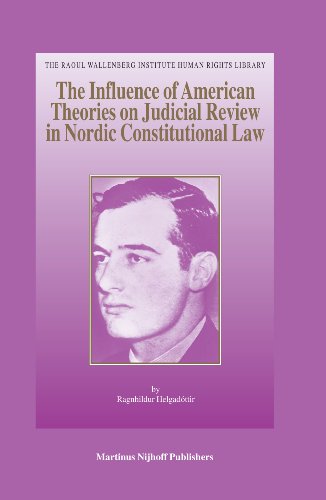 THE RAOUL WALLENBERG INSTITUTE HUMAN RIGHTS LIBRARY
The Influence of American
Theories on Judicial Review
in Nordic Constitutional Law
by
Ragnhildur Helgadóttir
Martinus Nijhoff Publishers